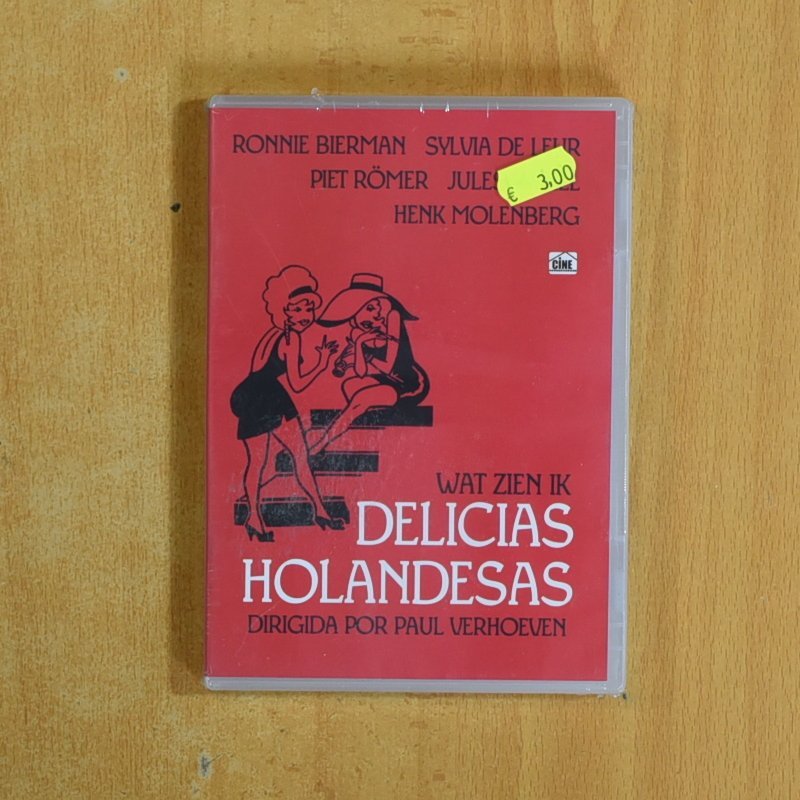 RONNIE BIERMAN SYLVIA DE LEUR
PIET RÖMER JULES
€ 3,00
HENK MOLENBERG
CINE
WAT ZIEN IK
DELICIAS
HOLANDESAS
DIRIGIDA POR PAUL VERHOEVEN